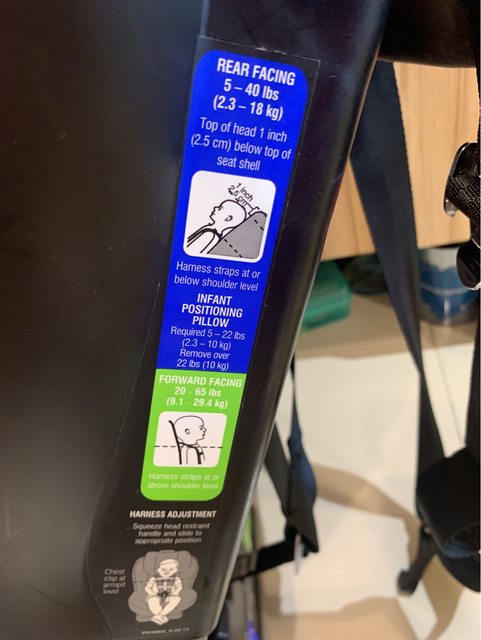 REAR FACING
5 – 40 lbs
(2.3 – 18 kg)
Top of head 1 inch
(2.5 cm) below top of
seat shell
1 inch
2.5 cm
Harness straps at or
below shoulder level
INFANT
POSITIONING
PILLOW
Required 5 – 22 lbs
(2.3 – 10 kg)
Remove over
22 lbs (10 kg)
FORWARD FACING
20 - 65 lbs
(9.1 - 29.4 kg)
Harness straps at or
above shoulder level
HARNESS ADJUSTMENT
Squeeze head restraint
handle and slide to
appropriate position.
Chest
clip at
armpit
level